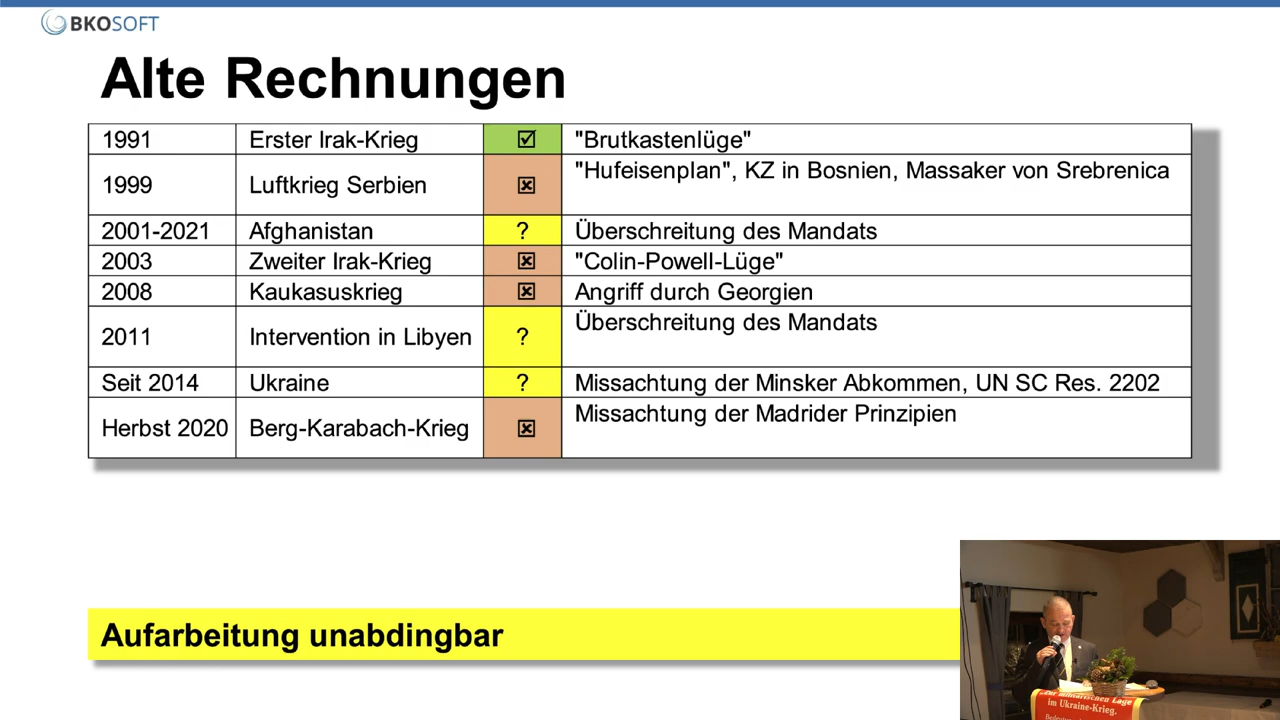 BKOSOFT
Alte Rechnungen
1991 Erster Irak-Krieg ☑ "Brutkastenlüge"
1999 Luftkrieg Serbien ☒ "Hufeisenplan", KZ in Bosnien, Massaker von Srebrenica
2001-2021 Afghanistan ? Überschreitung des Mandats
2003 Zweiter Irak-Krieg ☒ "Colin-Powell-Lüge"
2008 Kaukasuskrieg ☒ Angriff durch Georgien
2011 Intervention in Libyen ? Überschreitung des Mandats
Seit 2014 Ukraine ? Missachtung der Minsker Abkommen, UN SC Res. 2202
Herbst 2020 Berg-Karabach-Krieg ☒ Missachtung der Madrider Prinzipien
Aufarbeitung unabdingbar
"Zur militärischen Lage
im Ukraine-Krieg.